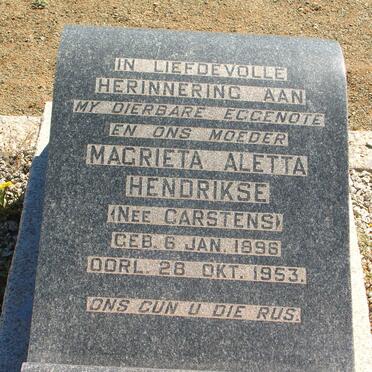 IN LIEFDEVOLLE
HERINNERING AAN
MY DIERBARE EGGENOTE
EN ONS MOEDER
MAGRIETA ALETTA
HENDRIKSE
(NEE CARSTENS)
GEB. 6 JAN. 1896
OORL. 28 OKT. 1953.
ONS GUN U DIE RUS.